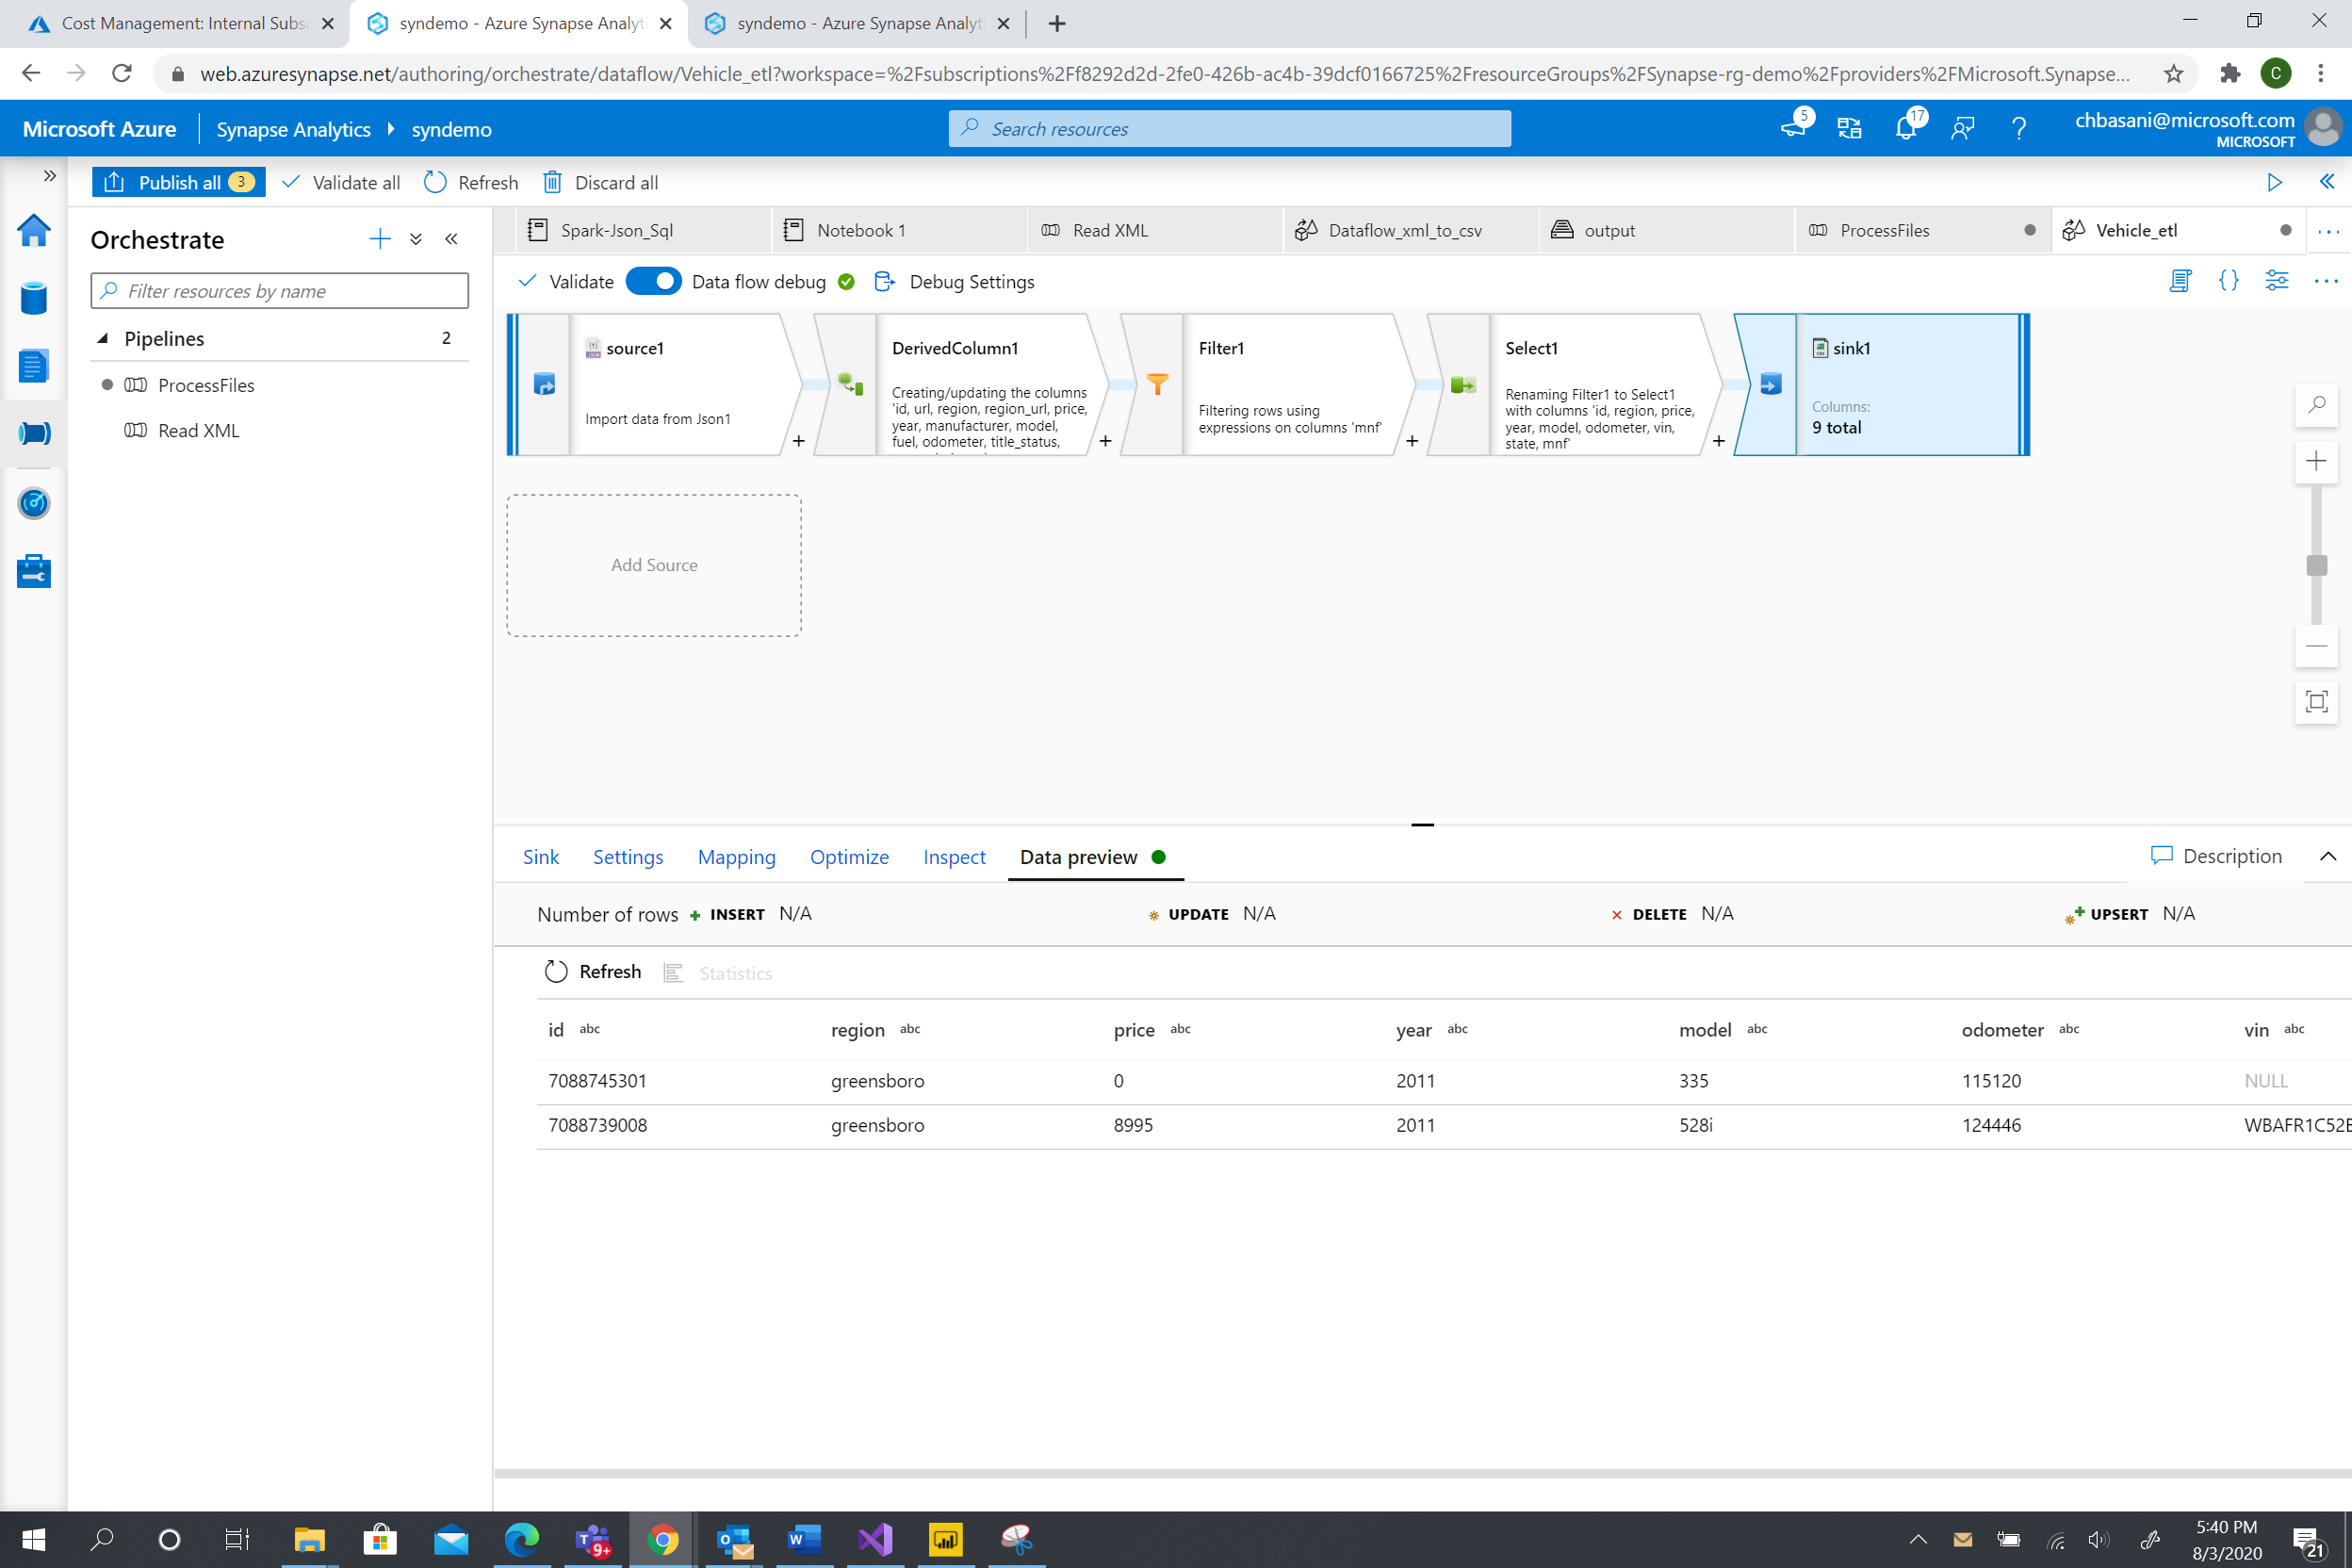 Cost Management: Internal Subs
syndemo - Azure Synapse Analyt
syndemo - Azure Synapse Analyt
web.azuresynapse.net/authoring/orchestrate/dataflow/Vehicle_etl?workspace=%2Fsubscriptions%2Ff8292d2d-2fe0-426b-ac4b-39dcf0166725%2FresourceGroups%2FSynapse-rg-demo%2Fproviders%2FMicrosoft.Synapse...
C
Microsoft Azure
Synapse Analytics
syndemo
Search resources
5
17
chbasani@microsoft.com
MICROSOFT
Publish all 3
Validate all
Refresh
Discard all
Orchestrate
Filter resources by name
Pipelines 2
ProcessFiles
Read XML
Spark-Json_Sql
Notebook 1
Read XML
Dataflow_xml_to_csv
output
ProcessFiles
Vehicle_etl
Validate
Data flow debug
Debug Settings
source1
Import data from Json1
DerivedColumn1
Creating/updating the columns
'id, url, region, region_url, price,
year, manufacturer, model,
fuel, odometer, title_status,
Filter1
Filtering rows using
expressions on columns 'mnf'
Select1
Renaming Filter1 to Select1
with columns 'id, region, price,
year, model, odometer, vin,
state, mnf'
sink1
Columns:
9 total
Add Source
Sink
Settings
Mapping
Optimize
Inspect
Data preview
Description
Number of rows INSERT N/A UPDATE N/A DELETE N/A UPSERT N/A
Refresh
Statistics
id abc region abc price abc year abc model abc odometer abc vin abc
7088745301 greensboro 0 2011 335 115120 NULL
7088739008 greensboro 8995 2011 528i 124446 WBAFR1C52B
9+
5:40 PM
8/3/2020
21